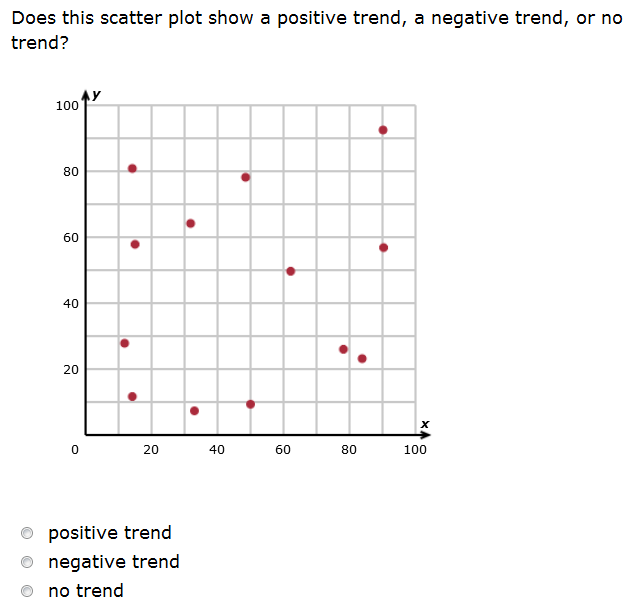 Does this scatter plot show a positive trend, a negative trend, or no
trend?
y
100
80
60
40
20
x
0 20 40 60 80 100
positive trend
negative trend
no trend